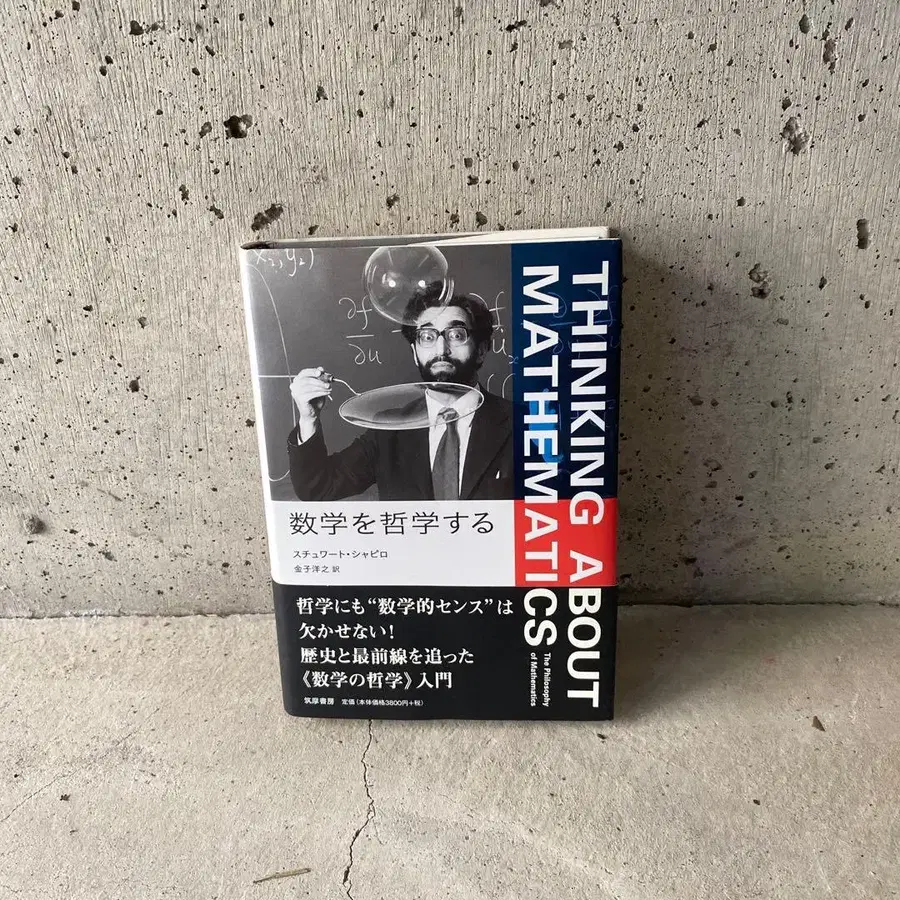 x₂,y₂)
∂f
∂u
THINKING ABOUT
MATHEMATICS
The Philosophy
of Mathematics
数学を哲学する
スチュワート・シャピロ
金子洋之 訳
哲学にも“数学的センス”は
欠かせない!
歴史と最前線を追った
《数学の哲学》入門
筑摩書房 定価(本体価格3800円+税)